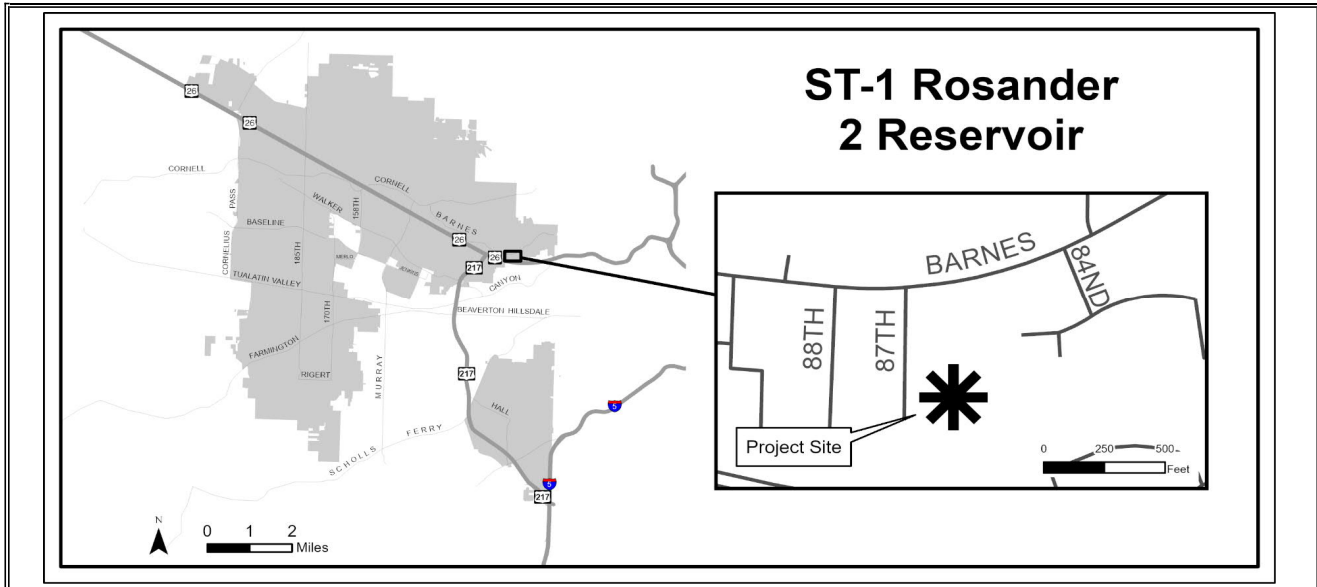 ST-1 Rosander
2 Reservoir
26
26
CORNELL
CORNELL
PASS
WALKER
158TH
BARNES
BASELINE
26
26
217
CORNELIUS
185TH
MERLO
JENKINS
CANYON
TUALATIN VALLEY
170TH
BEAVERTON HILLSDALE
FARMINGTON
RIGERT
MURRAY
217
HALL
5
SCHOLLS FERRY
5
217
N
0 1 2
Miles
BARNES
84ND
88TH
87TH
Project Site
0 250 500
Feet